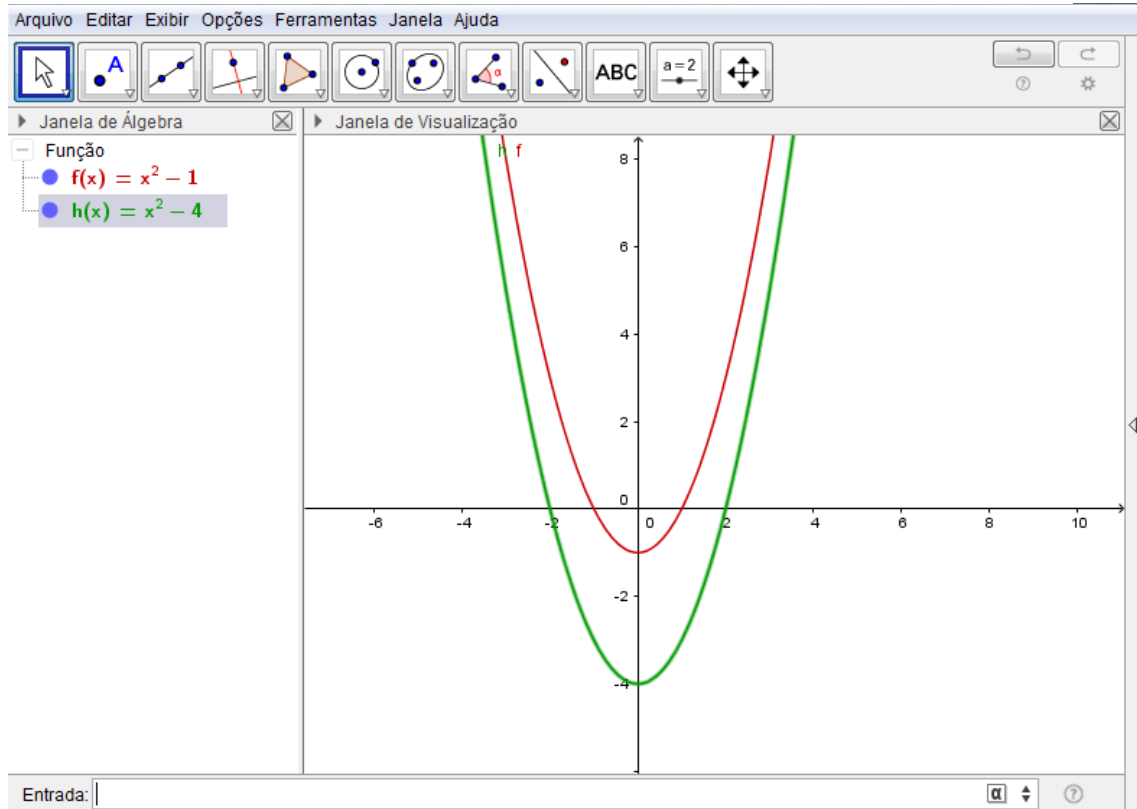 Arquivo Editar Exibir Opções Ferramentas Janela Ajuda
A α ABC a = 2
Janela de Álgebra
Janela de Visualização
Função
f(x) = x² − 1
h(x) = x² − 4
h f
8
6
4
2
0
-6 -4 -2 0 2 4 6 8 10
-2
-4
Entrada: α